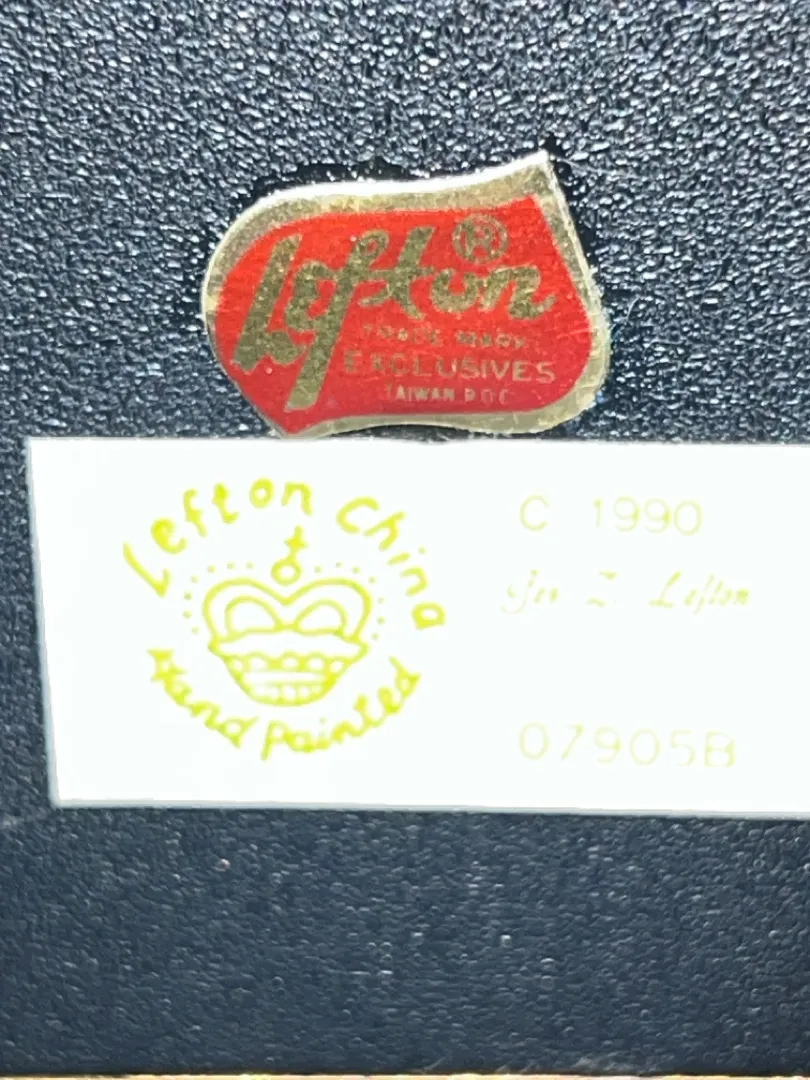 Lefton ®
TRADE MARK
EXCLUSIVES
TAIWAN R.O.C.
Lefton China
Hand Painted
C 1990
Geo Z. Lefton
07905B